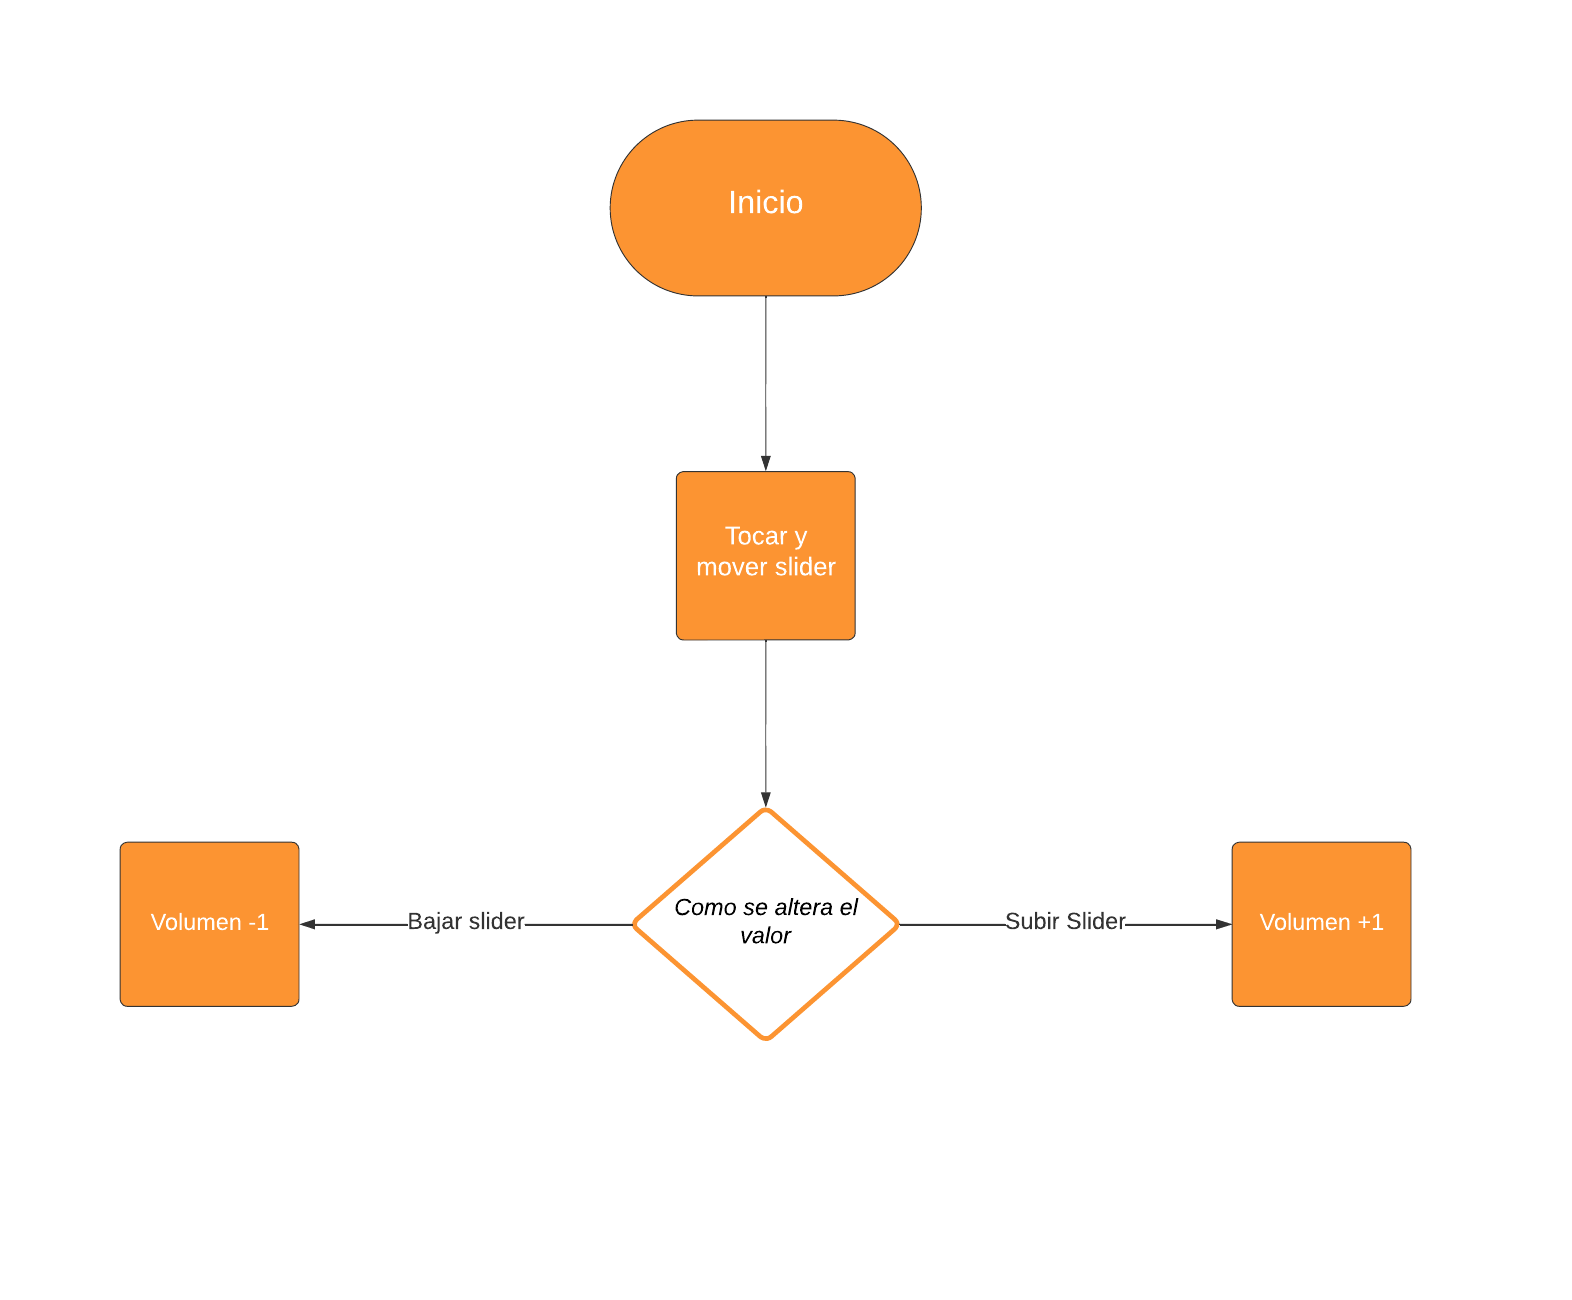 Inicio
Tocar y
mover slider
Como se altera el
valor
Volumen -1
Bajar slider
Subir Slider
Volumen +1